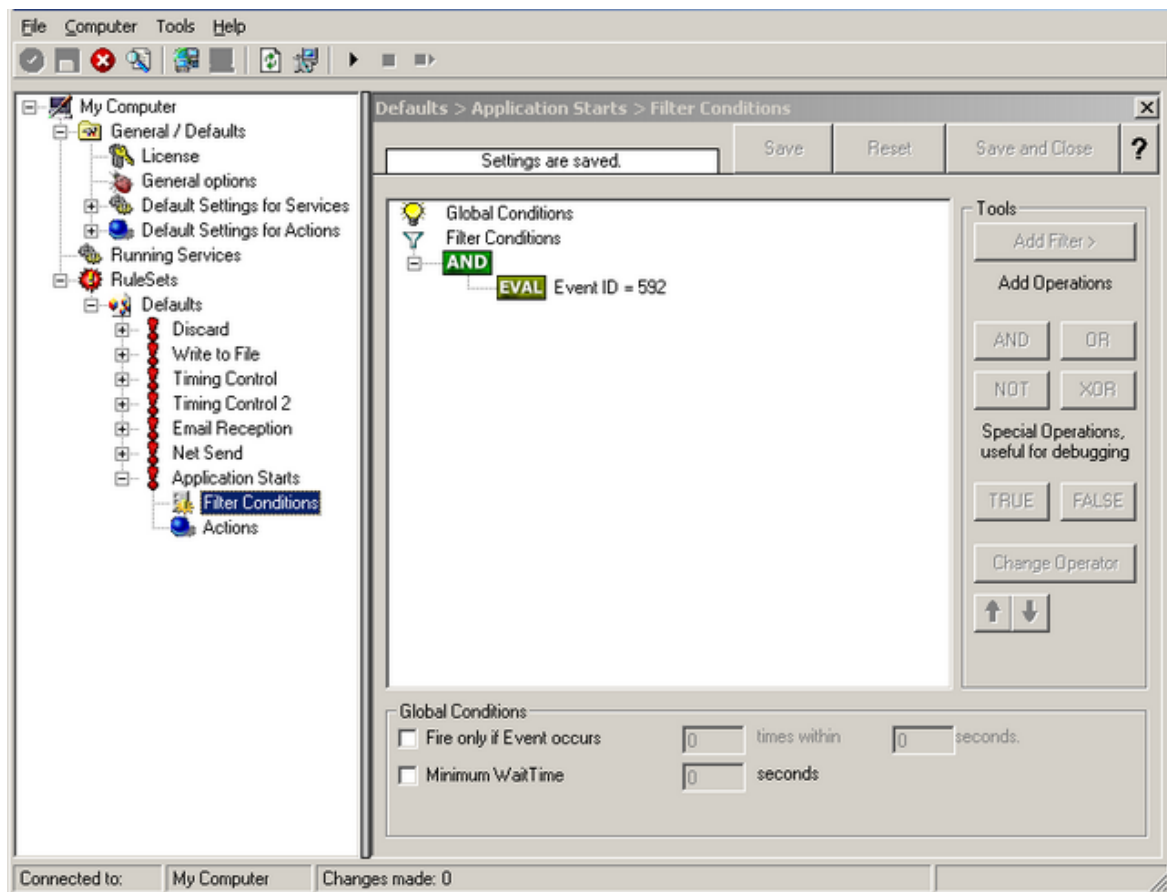 File Computer Tools Help
My Computer
General / Defaults
License
General options
Default Settings for Services
Default Settings for Actions
Running Services
RuleSets
Defaults
Discard
Write to File
Timing Control
Timing Control 2
Email Reception
Net Send
Application Starts
Filter Conditions
Actions
Defaults > Application Starts > Filter Conditions
Settings are saved.
Save
Reset
Save and Close
?
Global Conditions
Filter Conditions
AND
EVAL Event ID = 592
Tools
Add Filter >
Add Operations
AND OR
NOT XOR
Special Operations,
useful for debugging
TRUE FALSE
Change Operator
Global Conditions
Fire only if Event occurs 0 times within 0 seconds.
Minimum WaitTime 0 seconds
Connected to: My Computer Changes made: 0